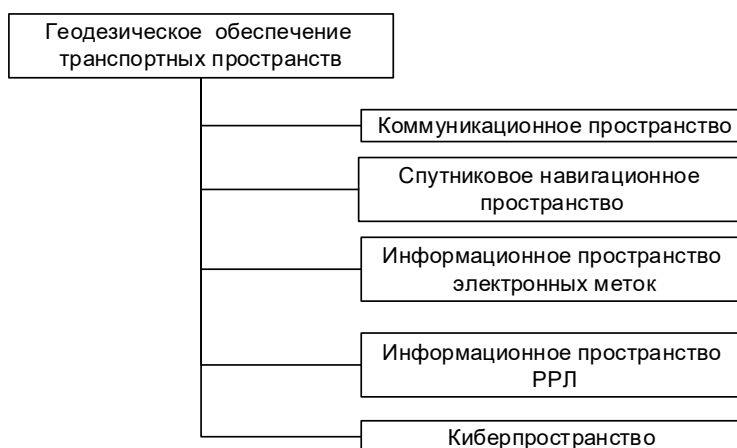 Геодезическое обеспечение
транспортных пространств
Коммуникационное пространство
Спутниковое навигационное
пространство
Информационное пространство
электронных меток
Информационное пространство
РРЛ
Киберпространство